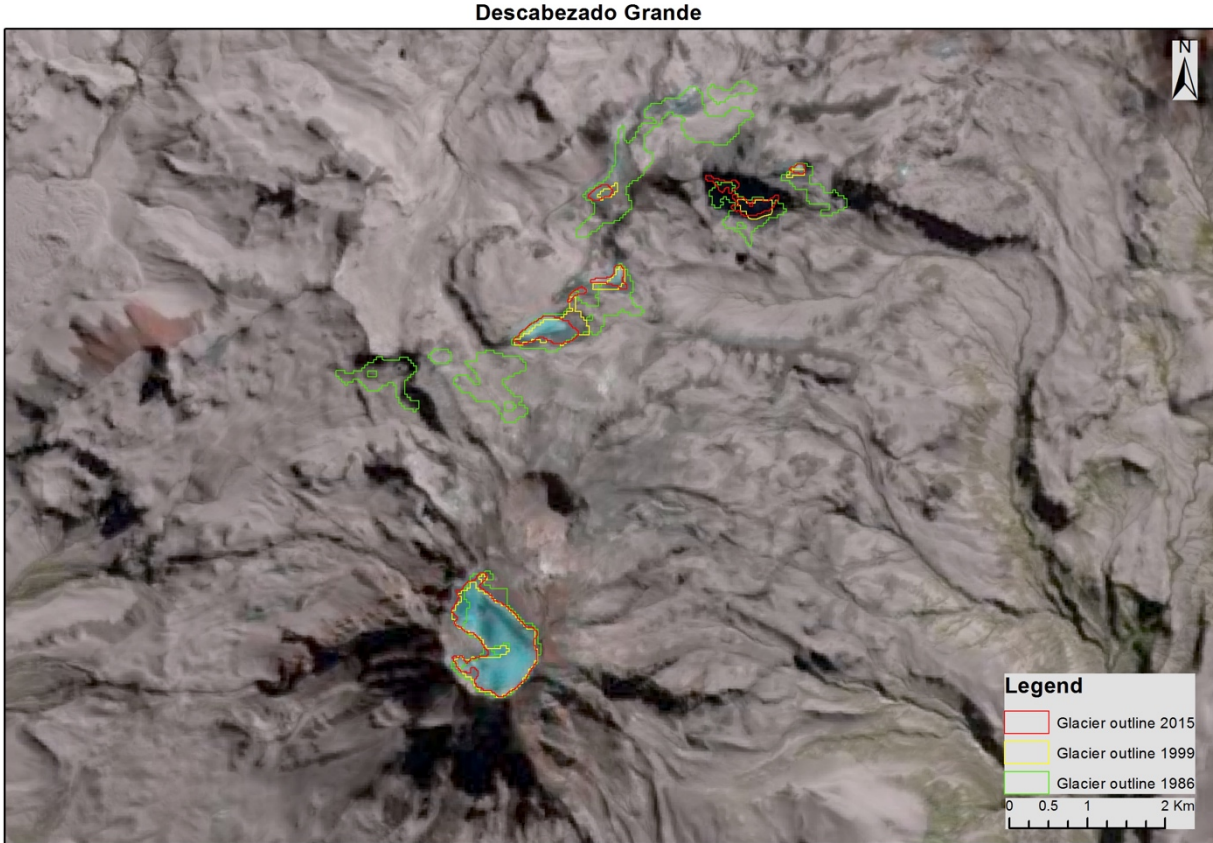 Descabezado Grande
N
Legend
Glacier outline 2015
Glacier outline 1999
Glacier outline 1986
0 0.5 1 2 Km